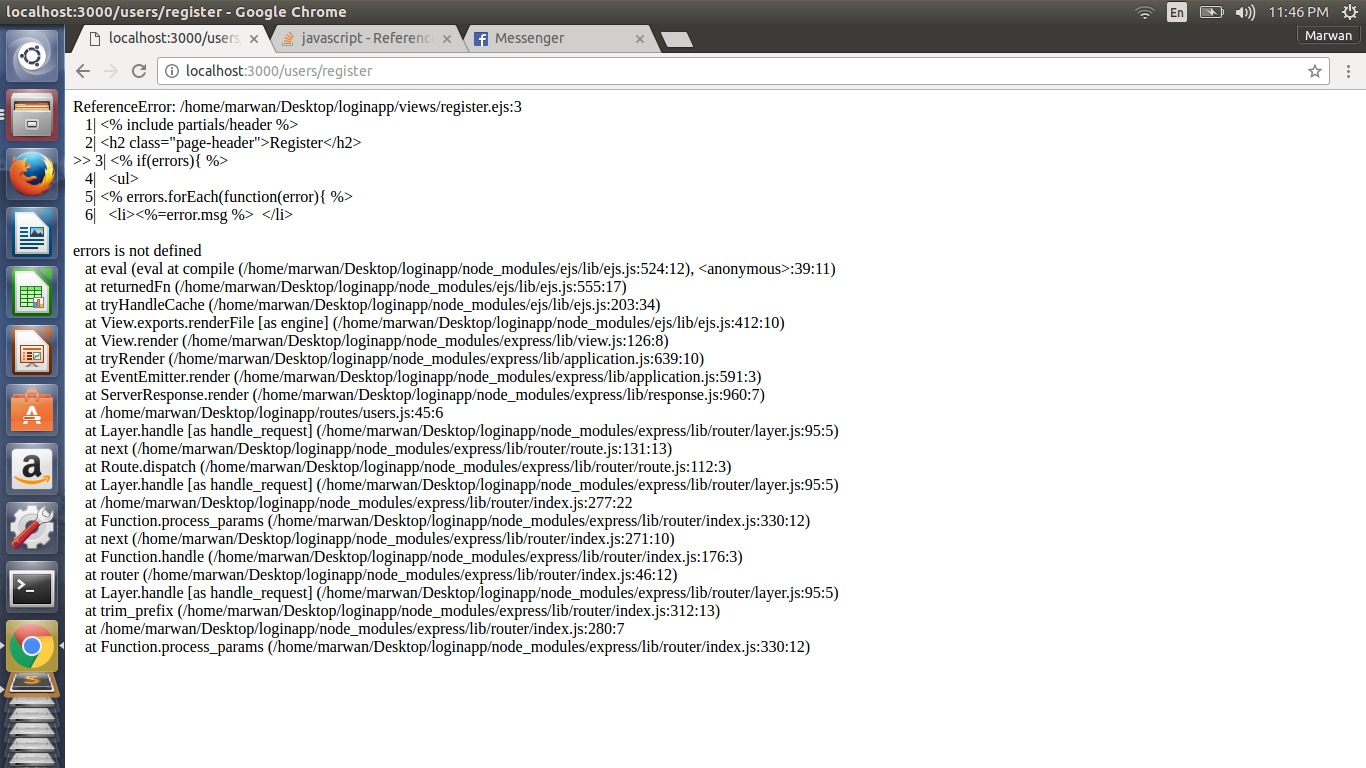 localhost:3000/users/register - Google Chrome
En
11:46 PM
localhost:3000/users
javascript - Referenc
Messenger
Marwan
localhost:3000/users/register
ReferenceError: /home/marwan/Desktop/loginapp/views/register.ejs:3
1| <% include partials/header %>
2| <h2 class="page-header">Register</h2>
>> 3| <% if(errors){ %>
4| <ul>
5| <% errors.forEach(function(error){ %>
6| <li><%=error.msg %> </li>
errors is not defined
at eval (eval at compile (/home/marwan/Desktop/loginapp/node_modules/ejs/lib/ejs.js:524:12), <anonymous>:39:11)
at returnedFn (/home/marwan/Desktop/loginapp/node_modules/ejs/lib/ejs.js:555:17)
at tryHandleCache (/home/marwan/Desktop/loginapp/node_modules/ejs/lib/ejs.js:203:34)
at View.exports.renderFile [as engine] (/home/marwan/Desktop/loginapp/node_modules/ejs/lib/ejs.js:412:10)
at View.render (/home/marwan/Desktop/loginapp/node_modules/express/lib/view.js:126:8)
at tryRender (/home/marwan/Desktop/loginapp/node_modules/express/lib/application.js:639:10)
at EventEmitter.render (/home/marwan/Desktop/loginapp/node_modules/express/lib/application.js:591:3)
at ServerResponse.render (/home/marwan/Desktop/loginapp/node_modules/express/lib/response.js:960:7)
at /home/marwan/Desktop/loginapp/routes/users.js:45:6
at Layer.handle [as handle_request] (/home/marwan/Desktop/loginapp/node_modules/express/lib/router/layer.js:95:5)
at next (/home/marwan/Desktop/loginapp/node_modules/express/lib/router/route.js:131:13)
at Route.dispatch (/home/marwan/Desktop/loginapp/node_modules/express/lib/router/route.js:112:3)
at Layer.handle [as handle_request] (/home/marwan/Desktop/loginapp/node_modules/express/lib/router/layer.js:95:5)
at /home/marwan/Desktop/loginapp/node_modules/express/lib/router/index.js:277:22
at Function.process_params (/home/marwan/Desktop/loginapp/node_modules/express/lib/router/index.js:330:12)
at next (/home/marwan/Desktop/loginapp/node_modules/express/lib/router/index.js:271:10)
at Function.handle (/home/marwan/Desktop/loginapp/node_modules/express/lib/router/index.js:176:3)
at router (/home/marwan/Desktop/loginapp/node_modules/express/lib/router/index.js:46:12)
at Layer.handle [as handle_request] (/home/marwan/Desktop/loginapp/node_modules/express/lib/router/layer.js:95:5)
at trim_prefix (/home/marwan/Desktop/loginapp/node_modules/express/lib/router/index.js:312:13)
at /home/marwan/Desktop/loginapp/node_modules/express/lib/router/index.js:280:7
at Function.process_params (/home/marwan/Desktop/loginapp/node_modules/express/lib/router/index.js:330:12)